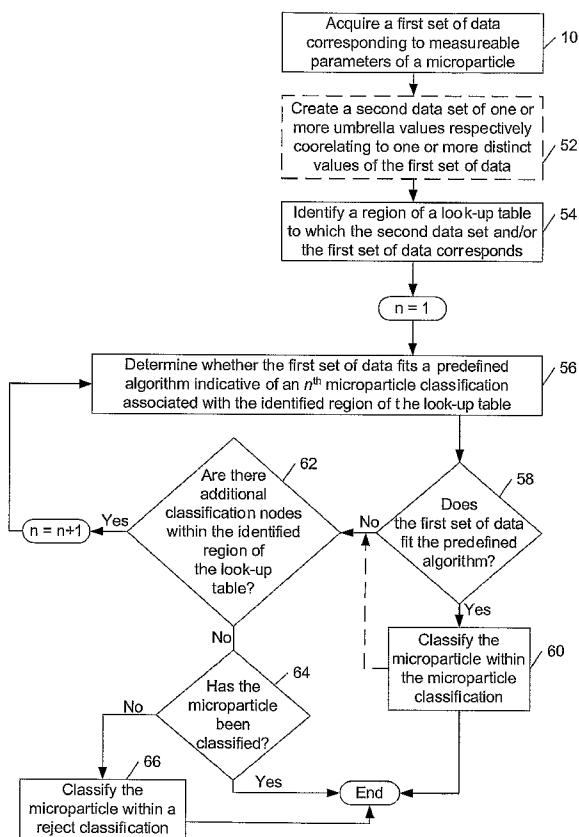 Acquire a first set of data
corresponding to measureable
parameters of a microparticle
10
Create a second data set of one or
more umbrella values respectively
coorelating to one or more distinct
values of the first set of data
52
Identify a region of a look-up table
to which the second data set and/or
the first set of data corresponds
54
n = 1
Determine whether the first set of data fits a predefined
algorithm indicative of an nth microparticle classification
associated with the identified region of the look-up table
56
62
Are there
additional
classification nodes
within the identified
region of
the look-up
table?
Yes
n = n+1
No
58
Does
the first set of data
fit the predefined
algorithm?
No
Yes
Classify the
microparticle within
the microparticle
classification
60
64
Has the
microparticle
been
classified?
No
Yes
66
Classify the
microparticle within a
reject classification
End